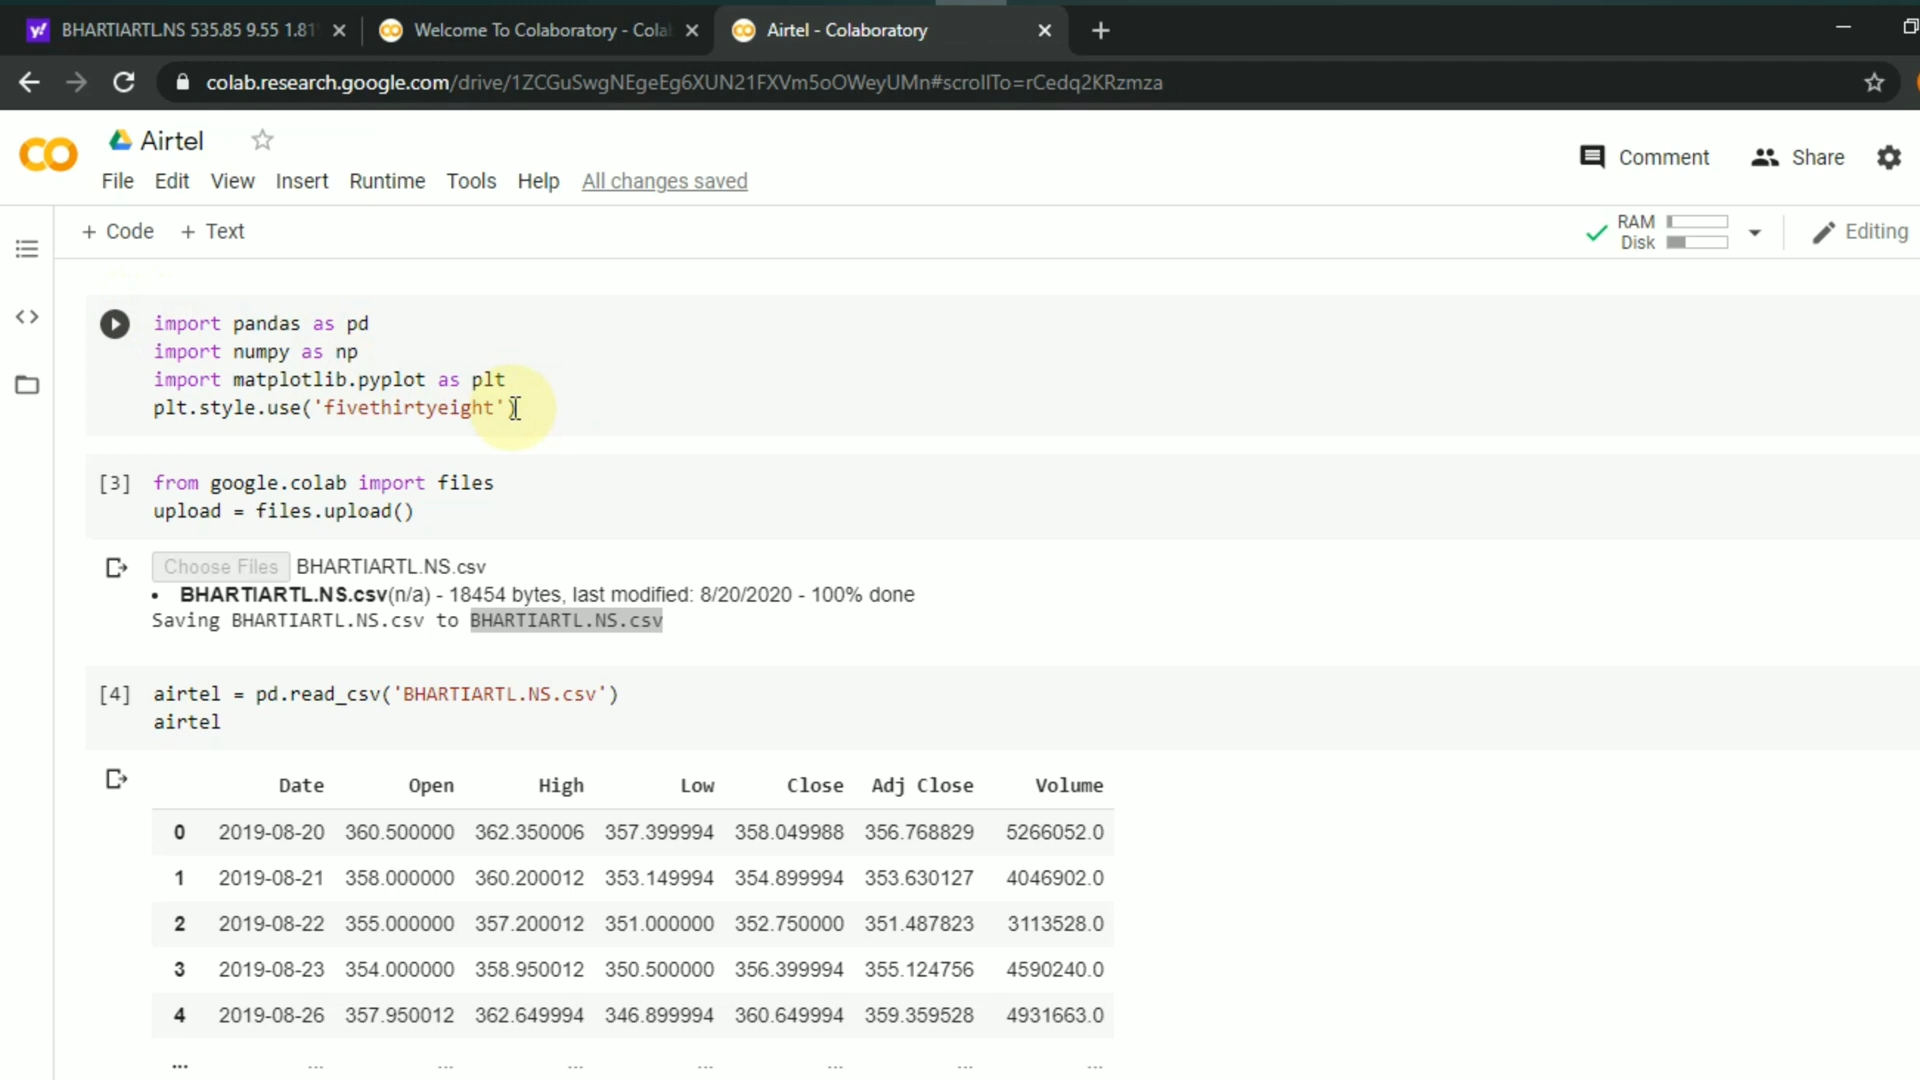 BHARTIARTL.NS 535.85 9.55 1.81
Welcome To Colaboratory - Cola
Airtel - Colaboratory
colab.research.google.com/drive/1ZCGuSwgNEgeEg6XUN21FXVm5oOWeyUMn#scrollTo=rCedq2KRzmza
Airtel
Comment Share
File Edit View Insert Runtime Tools Help All changes saved
+ Code + Text
RAM
Disk
Editing
import pandas as pd
import numpy as np
import matplotlib.pyplot as plt
plt.style.use('fivethirtyeight')
[3] from google.colab import files
upload = files.upload()
Choose Files BHARTIARTL.NS.csv
• BHARTIARTL.NS.csv(n/a) - 18454 bytes, last modified: 8/20/2020 - 100% done
Saving BHARTIARTL.NS.csv to BHARTIARTL.NS.csv
[4] airtel = pd.read_csv('BHARTIARTL.NS.csv')
airtel
Date Open High Low Close Adj Close Volume
0 2019-08-20 360.500000 362.350006 357.399994 358.049988 356.768829 5266052.0
1 2019-08-21 358.000000 360.200012 353.149994 354.899994 353.630127 4046902.0
2 2019-08-22 355.000000 357.200012 351.000000 352.750000 351.487823 3113528.0
3 2019-08-23 354.000000 358.950012 350.500000 356.399994 355.124756 4590240.0
4 2019-08-26 357.950012 362.649994 346.899994 360.649994 359.359528 4931663.0
... ... ... ... ... ... ... ...